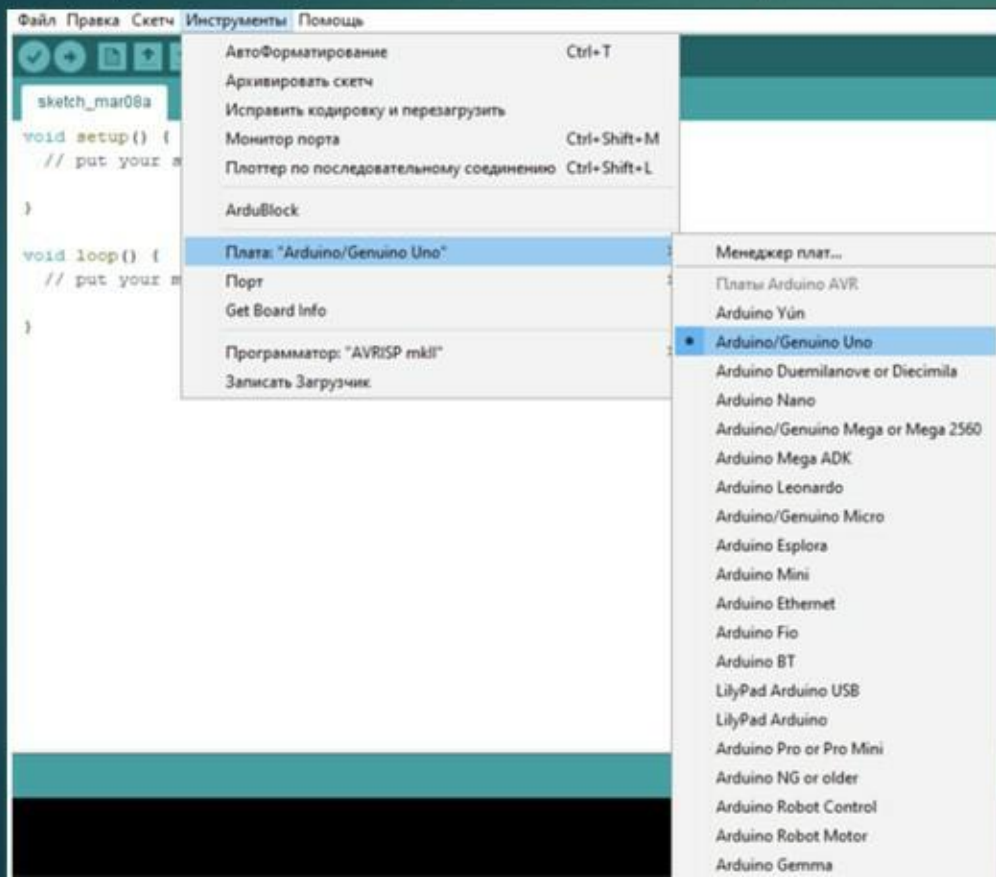 Файл Правка Скетч Инструменты Помощь
sketch_mar08a
void setup() {
// put your
}
void loop() {
// put your
}
АвтоФорматирование Ctrl+T
Архивировать скетч
Исправить кодировку и перезагрузить
Монитор порта Ctrl+Shift+M
Плоттер по последовательному соединению Ctrl+Shift+L
ArduBlock
Плата: "Arduino/Genuino Uno"
Порт
Get Board Info
Программатор: "AVRISP mkII"
Записать Загрузчик
Менеджер плат...
Платы Arduino AVR
Arduino Yún
Arduino/Genuino Uno
Arduino Duemilanove or Diecimila
Arduino Nano
Arduino/Genuino Mega or Mega 2560
Arduino Mega ADK
Arduino Leonardo
Arduino/Genuino Micro
Arduino Esplora
Arduino Mini
Arduino Ethernet
Arduino Fio
Arduino BT
LilyPad Arduino USB
LilyPad Arduino
Arduino Pro or Pro Mini
Arduino NG or older
Arduino Robot Control
Arduino Robot Motor
Arduino Gemma